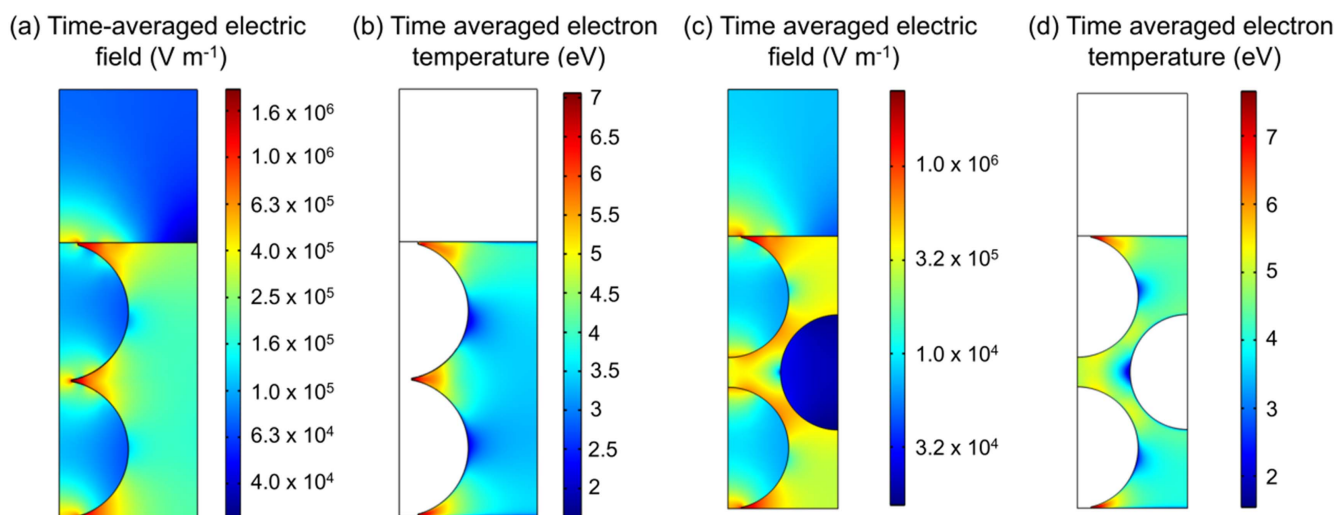 (a) Time-averaged electric
field (V m⁻¹)
1.6 x 10⁶
1.0 x 10⁶
6.3 x 10⁵
4.0 x 10⁵
2.5 x 10⁵
1.6 x 10⁵
1.0 x 10⁵
6.3 x 10⁴
4.0 x 10⁴
(b) Time averaged electron
temperature (eV)
7
6.5
6
5.5
5
4.5
4
3.5
3
2.5
2
(c) Time averaged electric
field (V m⁻¹)
1.0 x 10⁶
3.2 x 10⁵
1.0 x 10⁴
3.2 x 10⁴
(d) Time averaged electron
temperature (eV)
7
6
5
4
3
2